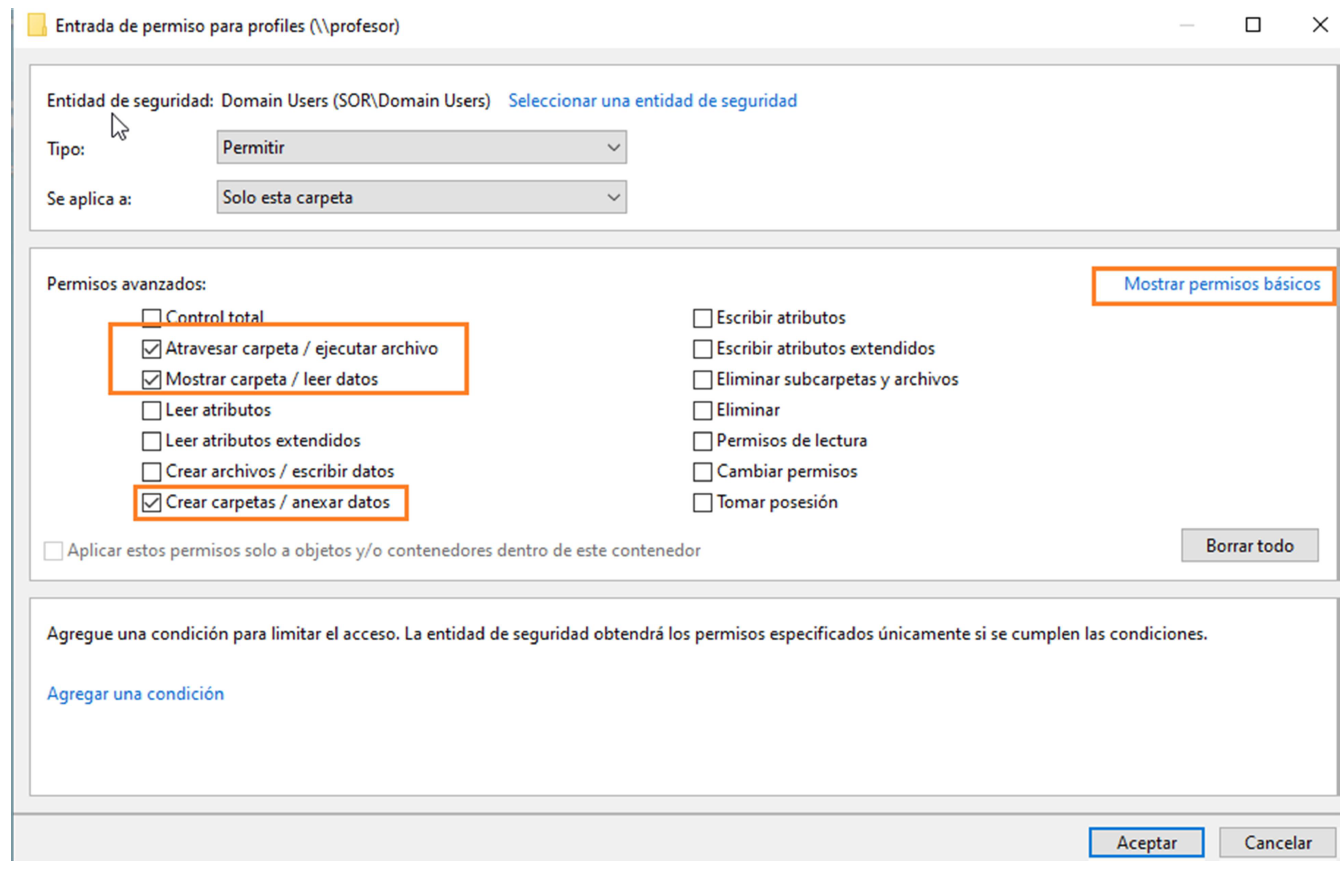 Entrada de permiso para profiles (\\profesor)
Entidad de seguridad: Domain Users (SOR\Domain Users) Seleccionar una entidad de seguridad
Tipo: Permitir
Se aplica a: Solo esta carpeta
Permisos avanzados: Mostrar permisos básicos
Control total Escribir atributos
Atravesar carpeta / ejecutar archivo Escribir atributos extendidos
Mostrar carpeta / leer datos Eliminar subcarpetas y archivos
Leer atributos Eliminar
Leer atributos extendidos Permisos de lectura
Crear archivos / escribir datos Cambiar permisos
Crear carpetas / anexar datos Tomar posesión
Aplicar estos permisos solo a objetos y/o contenedores dentro de este contenedor Borrar todo
Agregue una condición para limitar el acceso. La entidad de seguridad obtendrá los permisos especificados únicamente si se cumplen las condiciones.
Agregar una condición
Aceptar Cancelar